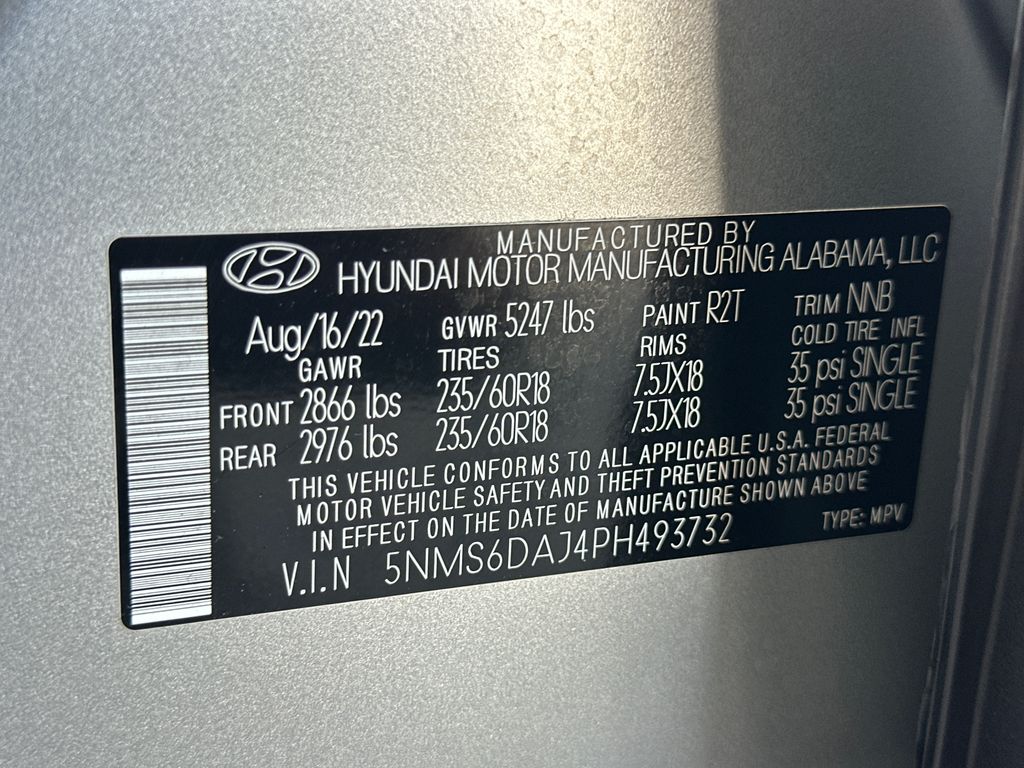 MANUFACTURED BY
HYUNDAI MOTOR MANUFACTURING ALABAMA, LLC
Aug/16/22 GVWR 5247 lbs PAINT R2T TRIM NNB
GAWR TIRES RIMS COLD TIRE INFL
FRONT 2866 lbs 235/60R18 7.5JX18 35 psi SINGLE
REAR 2976 lbs 235/60R18 7.5JX18 35 psi SINGLE
THIS VEHICLE CONFORMS TO ALL APPLICABLE U.S.A. FEDERAL
MOTOR VEHICLE SAFETY AND THEFT PREVENTION STANDARDS
IN EFFECT ON THE DATE OF MANUFACTURE SHOWN ABOVE
V.I.N 5NMS6DAJ4PH493732 TYPE: MPV